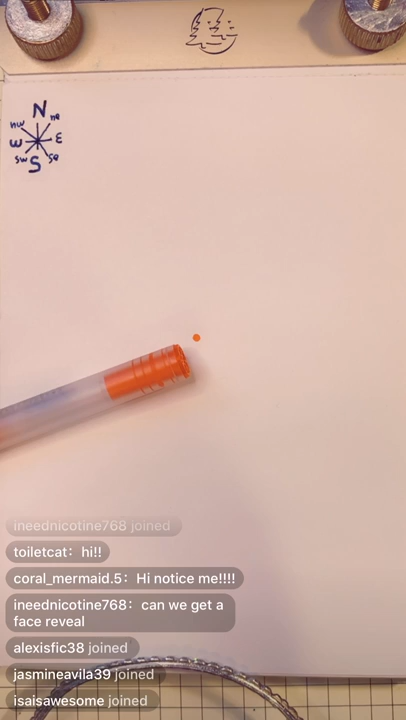 N
nw ne
W E
sw se
S
ineednicotine768 joined
toiletcat: hi!!
coral_mermaid.5: Hi notice me!!!!
ineednicotine768: can we get a
face reveal
alexisfic38 joined
jasmineavila39 joined
isaisawesome joined